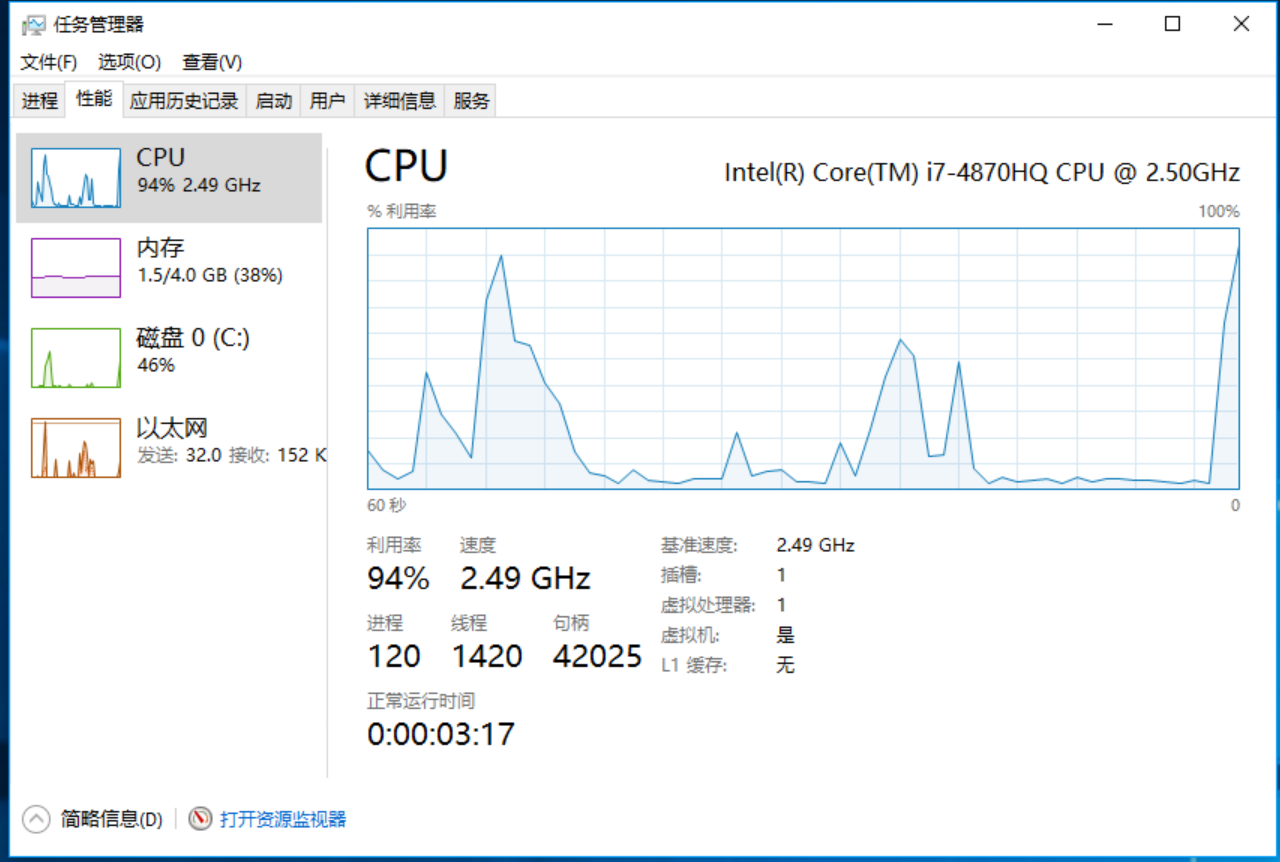 任务管理器
文件(F) 选项(O) 查看(V)
进程 性能 应用历史记录 启动 用户 详细信息 服务
CPU
94% 2.49 GHz
内存
1.5/4.0 GB (38%)
磁盘 0 (C:)
46%
以太网
发送: 32.0 接收: 152 K
CPU
Intel(R) Core(TM) i7-4870HQ CPU @ 2.50GHz
% 利用率 100%
60 秒 0
利用率 速度
94% 2.49 GHz
进程 线程 句柄
120 1420 42025
正常运行时间
0:00:03:17
基准速度: 2.49 GHz
插槽: 1
虚拟处理器: 1
虚拟机: 是
L1 缓存: 无
简略信息(D) 打开资源监视器